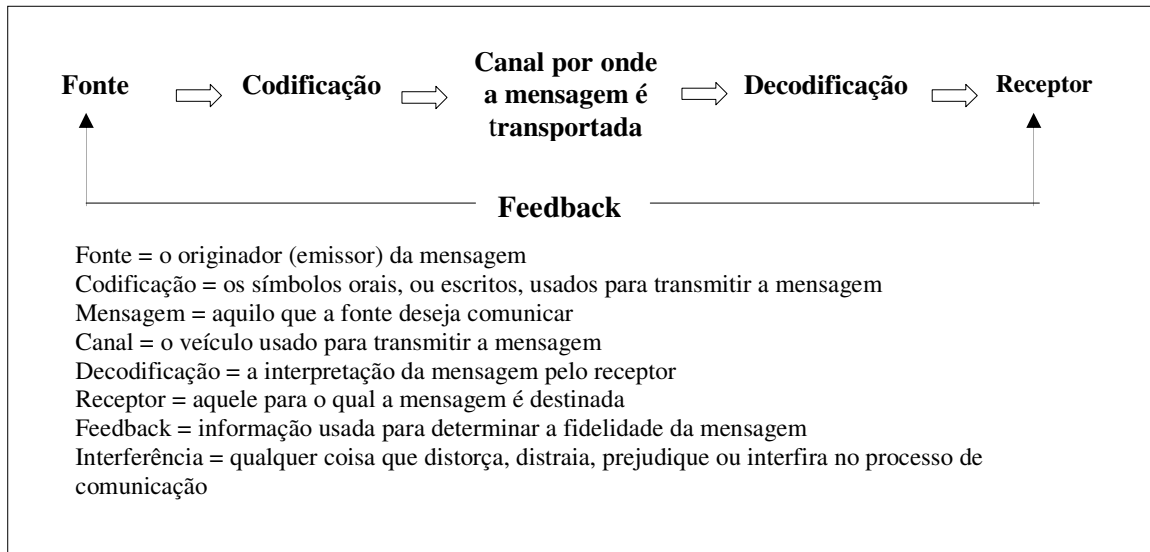 Fonte Codificação Canal por onde a mensagem é transportada Decodificação Receptor
Feedback
Fonte = o originador (emissor) da mensagem
Codificação = os símbolos orais, ou escritos, usados para transmitir a mensagem
Mensagem = aquilo que a fonte deseja comunicar
Canal = o veículo usado para transmitir a mensagem
Decodificação = a interpretação da mensagem pelo receptor
Receptor = aquele para o qual a mensagem é destinada
Feedback = informação usada para determinar a fidelidade da mensagem
Interferência = qualquer coisa que distorça, distraia, prejudique ou interfira no processo de
comunicação